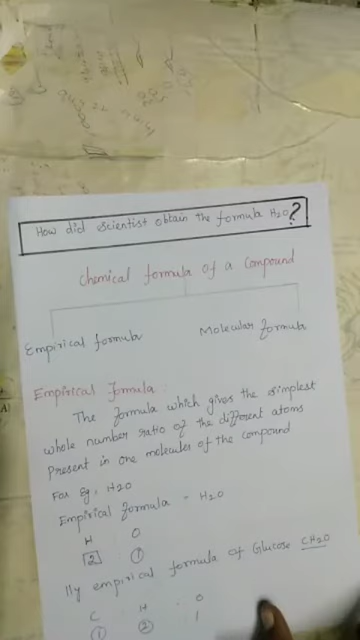 How did scientist obtain the formula H2O?
Chemical formula of a Compound
Empirical formula
Molecular formula
Empirical formula :
The formula which gives the simplest
whole number ratio of the different atoms
present in one molecules of the compound
For Eg, H2O
Empirical formula = H2O
H O
2 : 1
lly empirical formula of Glucose CH2O
C : H : O
1 2 1